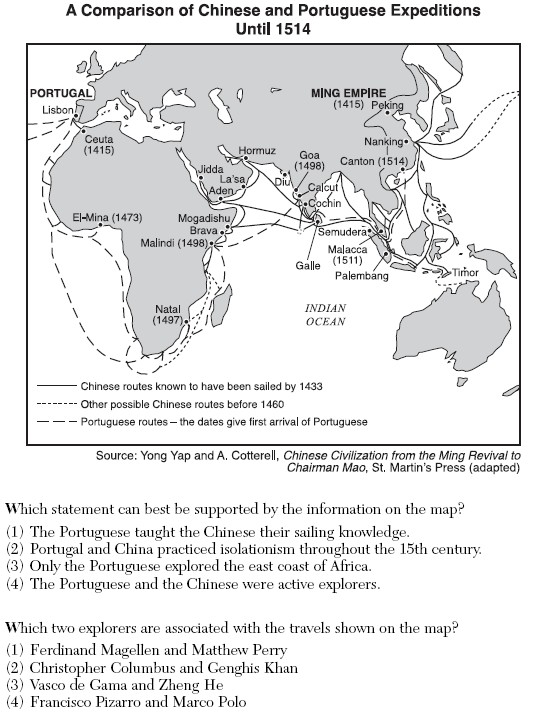 A Comparison of Chinese and Portuguese Expeditions
Until 1514
PORTUGAL
Lisbon
Ceuta
(1415)
El-Mina (1473)
MING EMPIRE
(1415)
Peking
Nanking
Canton (1514)
Hormuz
Jidda
La'sa
Aden
Goa
(1498)
Diu
Calcut
Cochin
Mogadishu
Brava
Malindi (1498)
Semudera
Malacca
(1511)
Galle
Palembang
Timor
Natal
(1497)
INDIAN
OCEAN
Chinese routes known to have been sailed by 1433
Other possible Chinese routes before 1460
Portuguese routes – the dates give first arrival of Portuguese
Source: Yong Yap and A. Cotterell, Chinese Civilization from the Ming Revival to
Chairman Mao, St. Martin's Press (adapted)
Which statement can best be supported by the information on the map?
(1) The Portuguese taught the Chinese their sailing knowledge.
(2) Portugal and China practiced isolationism throughout the 15th century.
(3) Only the Portuguese explored the east coast of Africa.
(4) The Portuguese and the Chinese were active explorers.
Which two explorers are associated with the travels shown on the map?
(1) Ferdinand Magellen and Matthew Perry
(2) Christopher Columbus and Genghis Khan
(3) Vasco de Gama and Zheng He
(4) Francisco Pizarro and Marco Polo